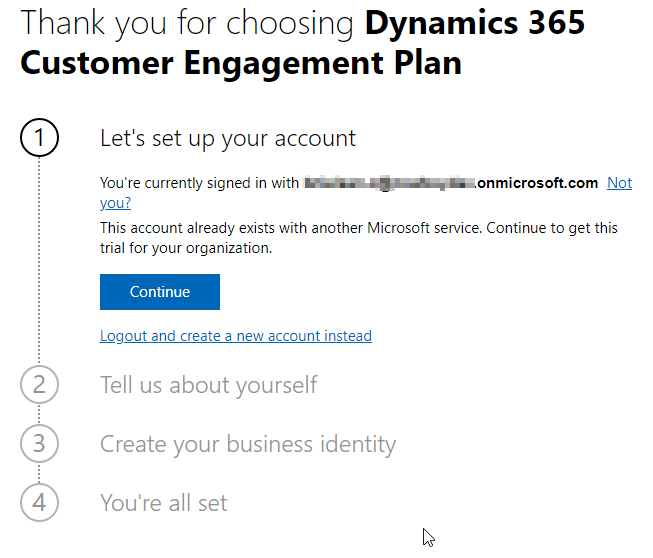 Thank you for choosing Dynamics 365
Customer Engagement Plan
1 Let's set up your account
You're currently signed in with .onmicrosoft.com Not
you?
This account already exists with another Microsoft service. Continue to get this
trial for your organization.
Continue
Logout and create a new account instead
2 Tell us about yourself
3 Create your business identity
4 You're all set